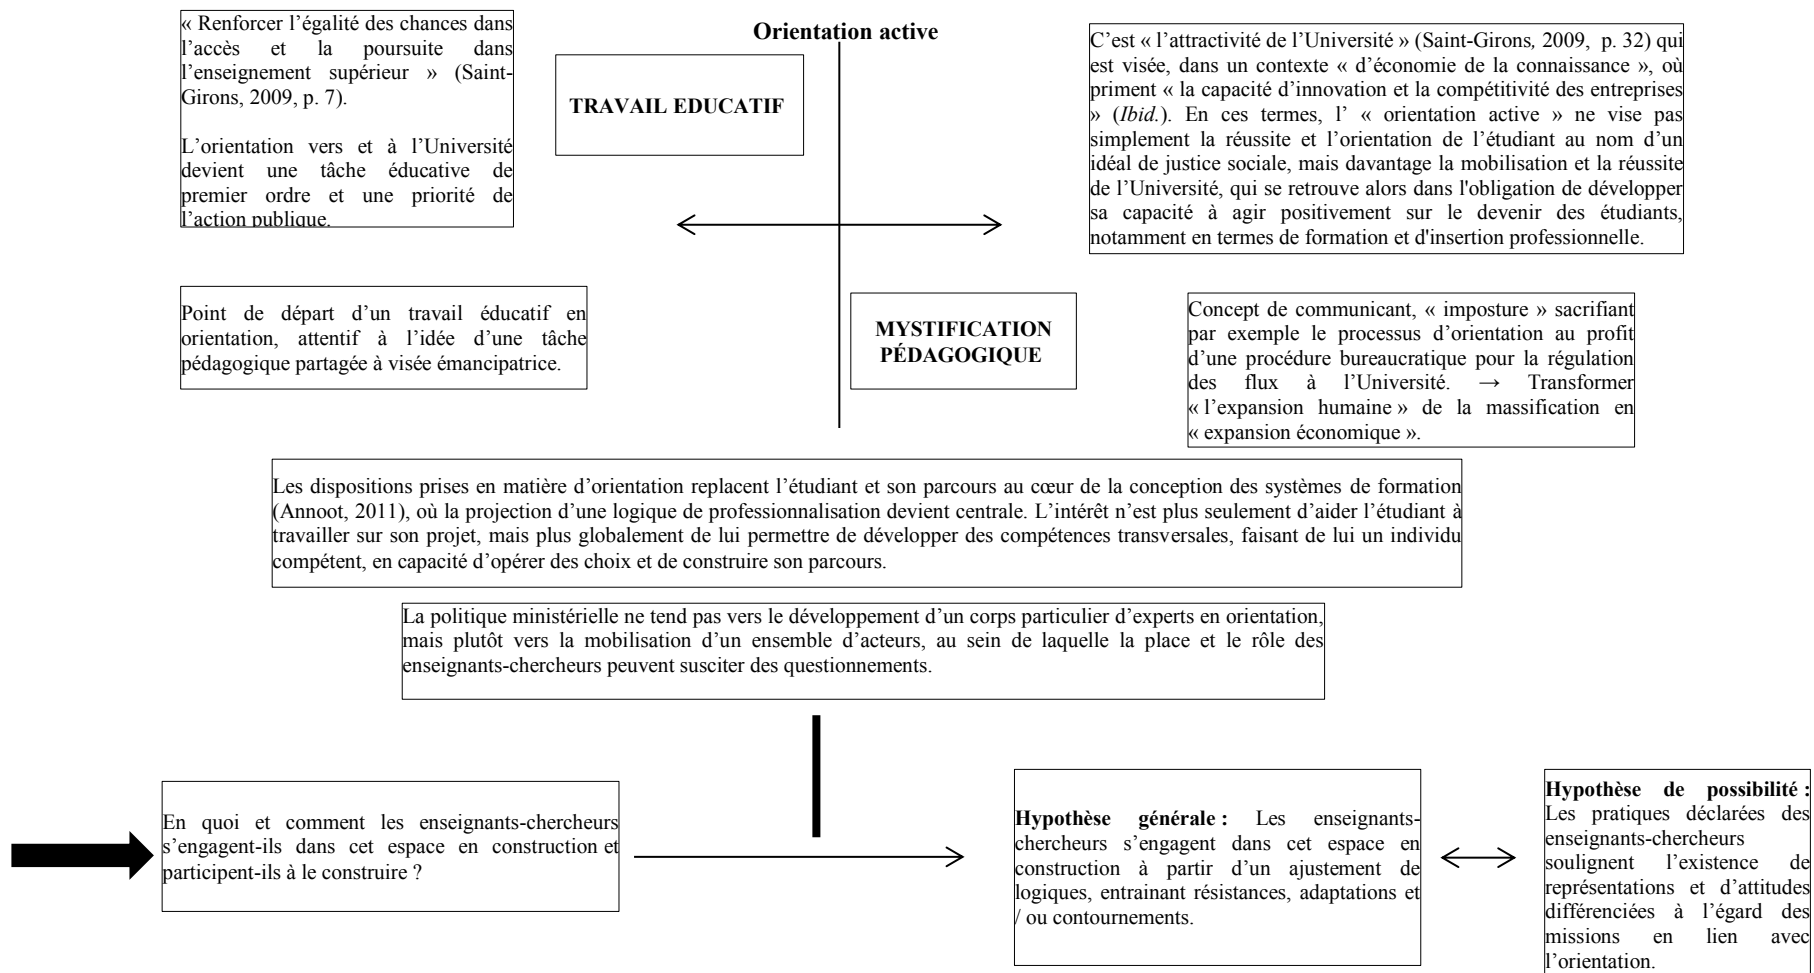 Orientation active
« Renforcer l’égalité des chances dans
l’accès et la poursuite dans
l’enseignement supérieur » (Saint-
Girons, 2009, p. 7).
L’orientation vers et à l’Université
devient une tâche éducative de
premier ordre et une priorité de
l’action publique.
TRAVAIL EDUCATIF
C’est « l’attractivité de l’Université » (Saint-Girons, 2009, p. 32) qui
est visée, dans un contexte « d’économie de la connaissance », où
priment « la capacité d’innovation et la compétitivité des entreprises
» (Ibid.). En ces termes, l’ « orientation active » ne vise pas
simplement la réussite et l’orientation de l’étudiant au nom d’un
idéal de justice sociale, mais davantage la mobilisation et la réussite
de l’Université, qui se retrouve alors dans l'obligation de développer
sa capacité à agir positivement sur le devenir des étudiants,
notamment en termes de formation et d'insertion professionnelle.
Point de départ d’un travail éducatif en
orientation, attentif à l’idée d’une tâche
pédagogique partagée à visée émancipatrice.
MYSTIFICATION
PÉDAGOGIQUE
Concept de communicant, « imposture » sacrifiant
par exemple le processus d’orientation au profit
d’une procédure bureaucratique pour la régulation
des flux à l’Université. → Transformer
« l’expansion humaine » de la massification en
« expansion économique ».
Les dispositions prises en matière d’orientation replacent l’étudiant et son parcours au cœur de la conception des systèmes de formation
(Annoot, 2011), où la projection d’une logique de professionnalisation devient centrale. L’intérêt n’est plus seulement d’aider l’étudiant à
travailler sur son projet, mais plus globalement de lui permettre de développer des compétences transversales, faisant de lui un individu
compétent, en capacité d’opérer des choix et de construire son parcours.
La politique ministérielle ne tend pas vers le développement d’un corps particulier d’experts en orientation,
mais plutôt vers la mobilisation d’un ensemble d’acteurs, au sein de laquelle la place et le rôle des
enseignants-chercheurs peuvent susciter des questionnements.
En quoi et comment les enseignants-chercheurs
s’engagent-ils dans cet espace en construction et
participent-ils à le construire ?
Hypothèse générale : Les enseignants-
chercheurs s’engagent dans cet espace en
construction à partir d’un ajustement de
logiques, entrainant résistances, adaptations et
/ ou contournements.
Hypothèse de possibilité :
Les pratiques déclarées des
enseignants-chercheurs
soulignent l’existence de
représentations et d’attitudes
différenciées à l’égard des
missions en lien avec
l’orientation.